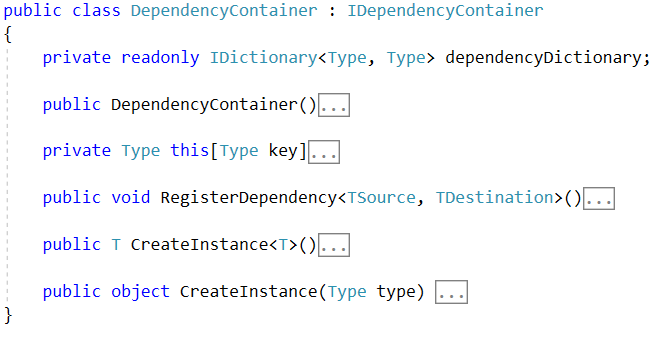 public class DependencyContainer : IDependencyContainer
{
    private readonly IDictionary<Type, Type> dependencyDictionary;
    public DependencyContainer()...
    private Type this[Type key]...
    public void RegisterDependency<TSource, TDestination>()...
    public T CreateInstance<T>()...
    public object CreateInstance(Type type) ...
}